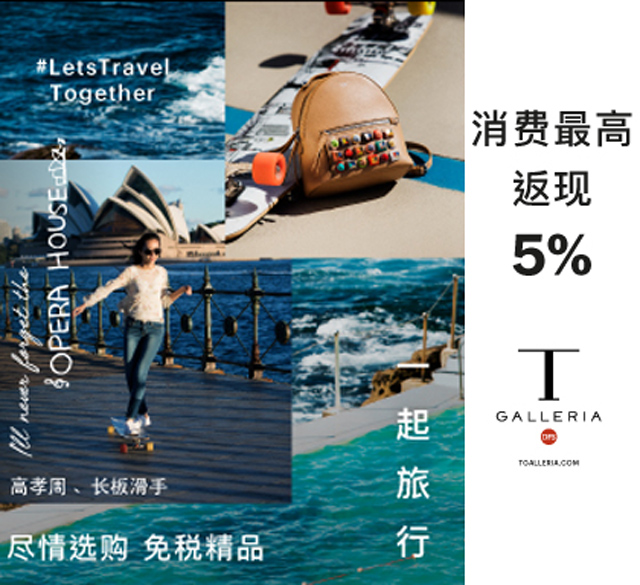 #LetsTravel
Together
I'll never forget the
OPERA HOUSE
高孝周、长板滑手
尽情选购 免税精品
一起旅行
消费最高
返现
5%
T
GALLERIA
DFS
TGALLERIA.COM